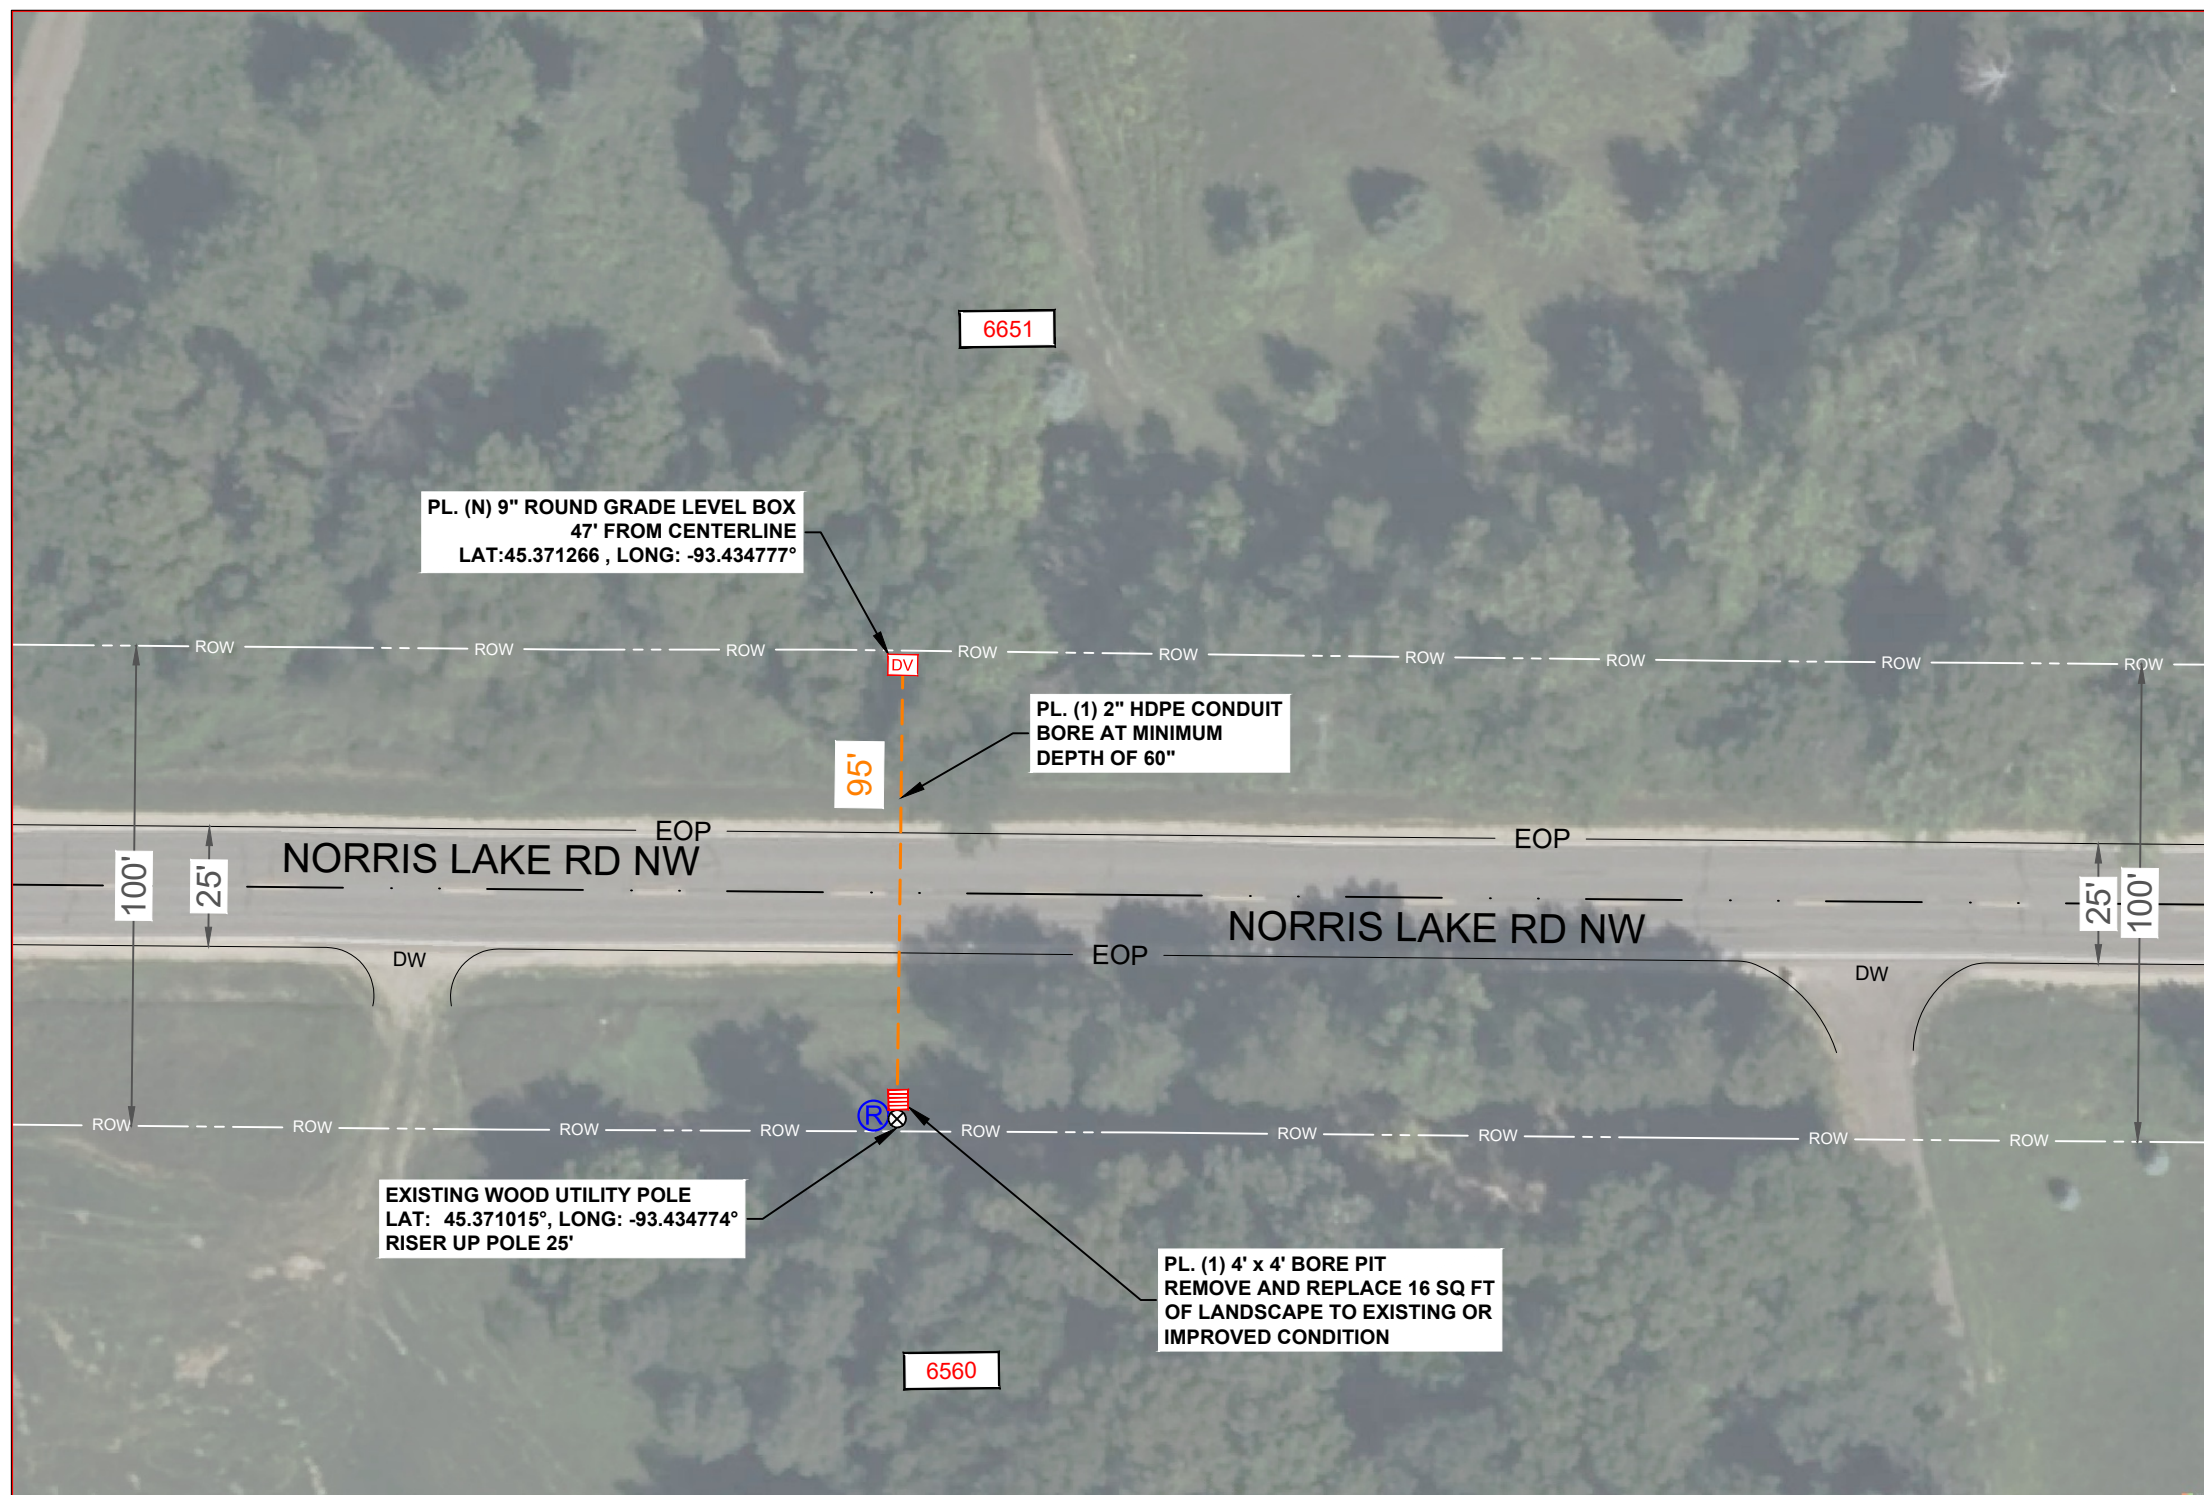 6651
PL. (N) 9" ROUND GRADE LEVEL BOX
47' FROM CENTERLINE
LAT:45.371266 , LONG: -93.434777°
ROW
ROW
ROW
ROW
ROW
ROW
ROW
ROW
ROW
DV
PL. (1) 2" HDPE CONDUIT
BORE AT MINIMUM
DEPTH OF 60"
95'
EOP
EOP
NORRIS LAKE RD NW
100'
25'
25'
100'
NORRIS LAKE RD NW
EOP
DW
DW
R
ROW
ROW
ROW
ROW
ROW
ROW
ROW
ROW
ROW
EXISTING WOOD UTILITY POLE
LAT: 45.371015°, LONG: -93.434774°
RISER UP POLE 25'
PL. (1) 4' x 4' BORE PIT
REMOVE AND REPLACE 16 SQ FT
OF LANDSCAPE TO EXISTING OR
IMPROVED CONDITION
6560